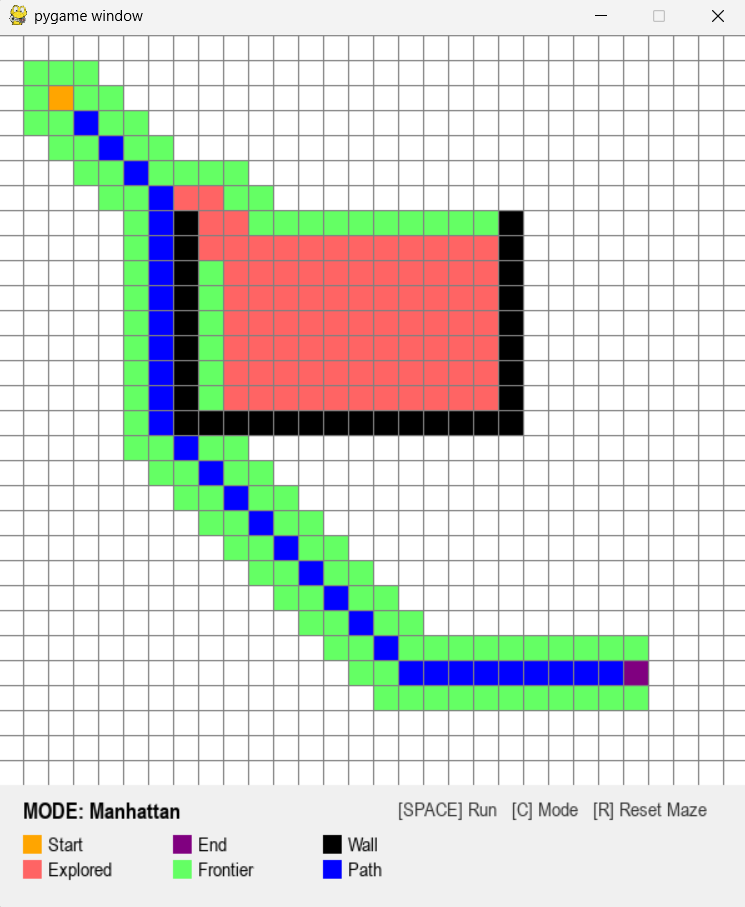 pygame window
MODE: Manhattan
[SPACE] Run [C] Mode [R] Reset Maze
Start
End
Wall
Explored
Frontier
Path